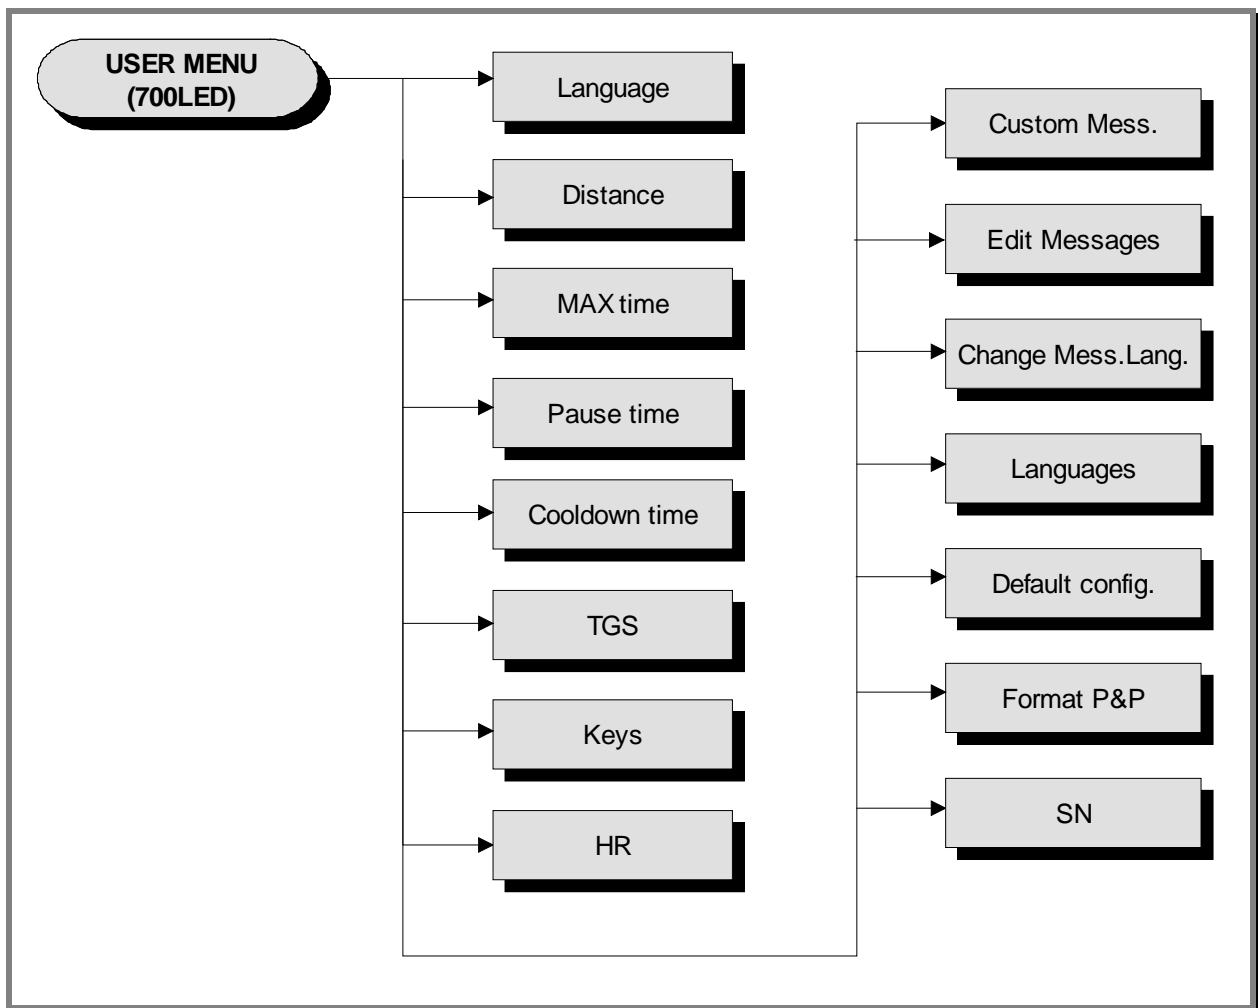 USER MENU
(700LED)
Language
Distance
MAX time
Pause time
Cooldown time
TGS
Keys
HR
Custom Mess.
Edit Messages
Change Mess.Lang.
Languages
Default config.
Format P&P
SN